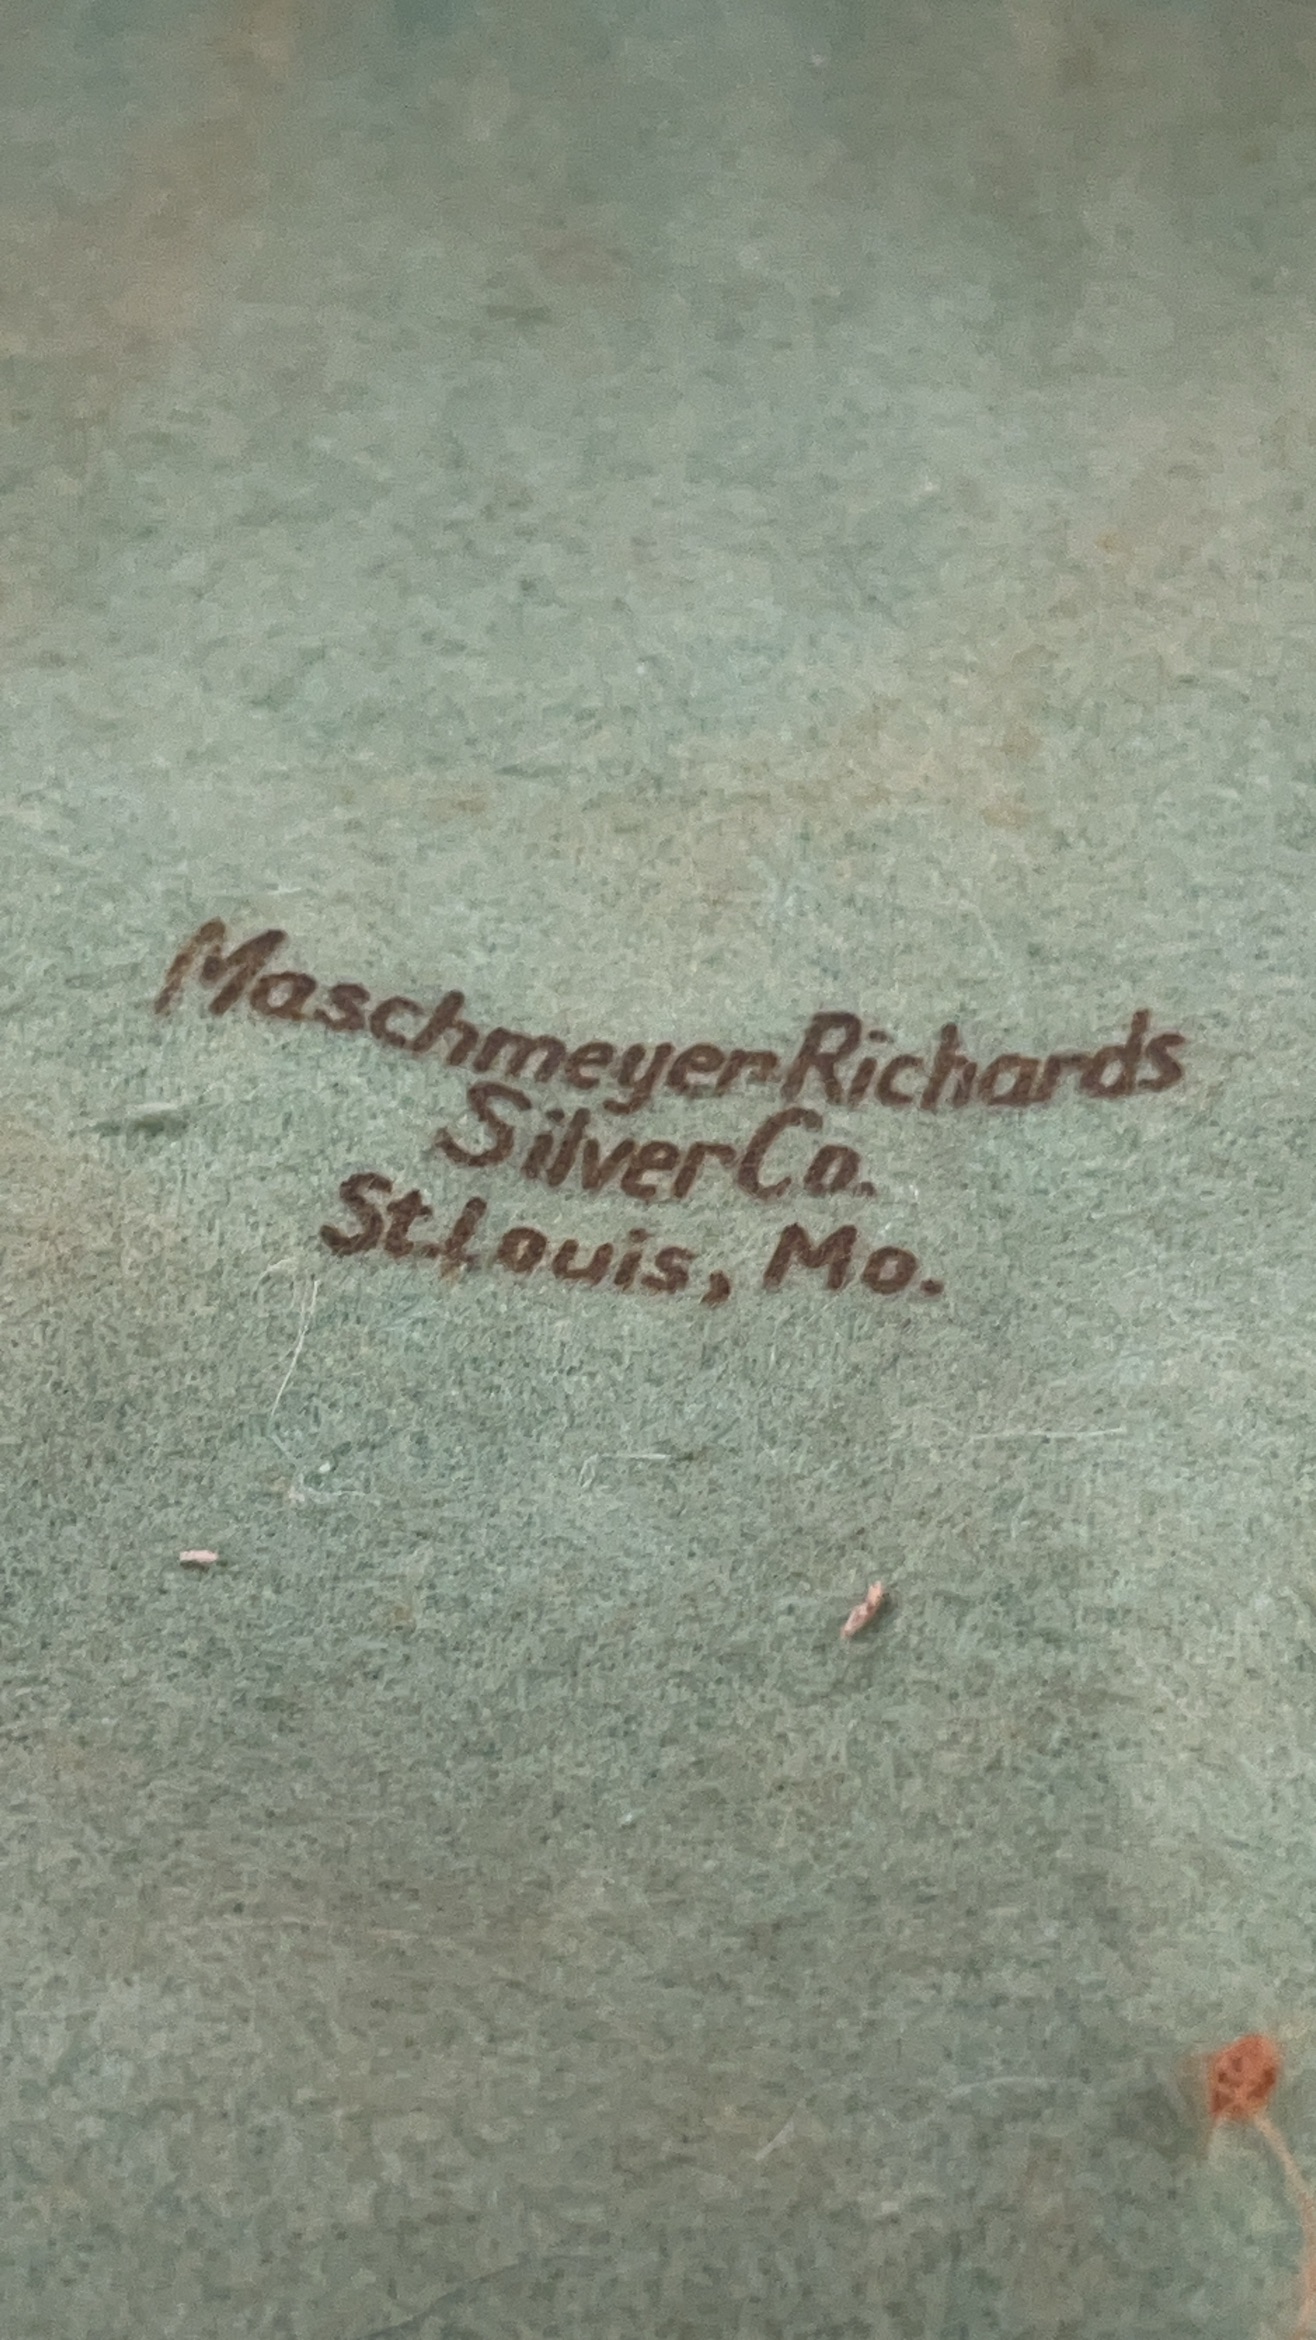 Maschmeyer-Richards
Silver Co.
St. Louis, Mo.